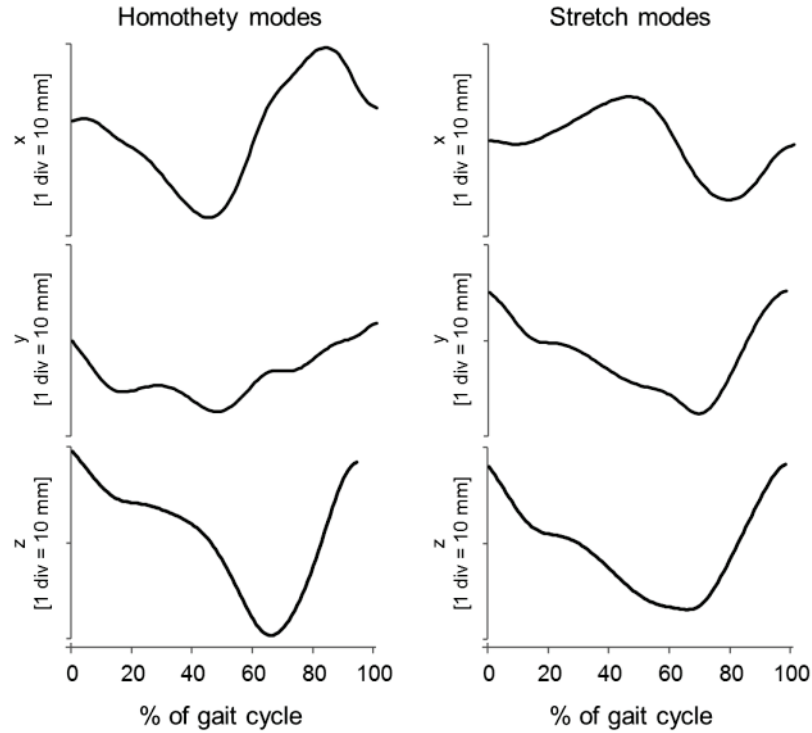 Homothety modes
Stretch modes
x
[1 div = 10 mm]
x
[1 div = 10 mm]
y
[1 div = 10 mm]
y
[1 div = 10 mm]
z
[1 div = 10 mm]
z
[1 div = 10 mm]
0 20 40 60 80 100
0 20 40 60 80 100
% of gait cycle
% of gait cycle